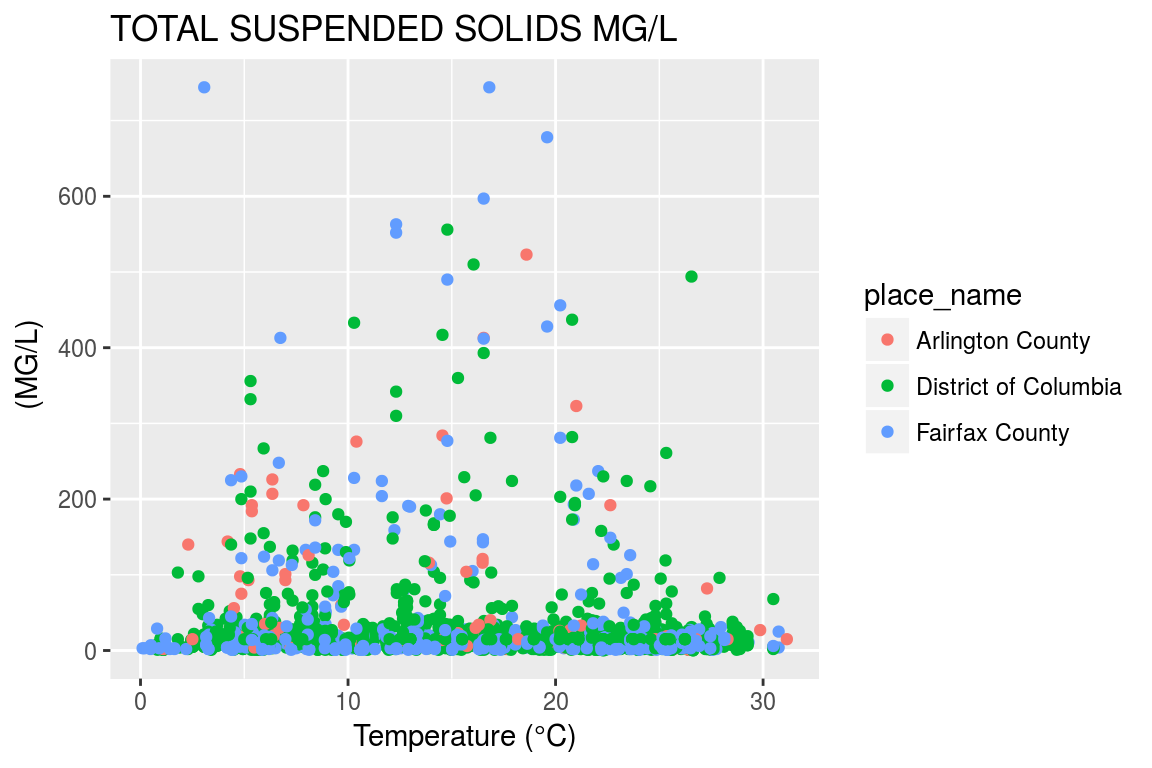 TOTAL SUSPENDED SOLIDS MG/L
(MG/L)
600
400
200
0
0 10 20 30
Temperature (°C)
place_name
Arlington County
District of Columbia
Fairfax County